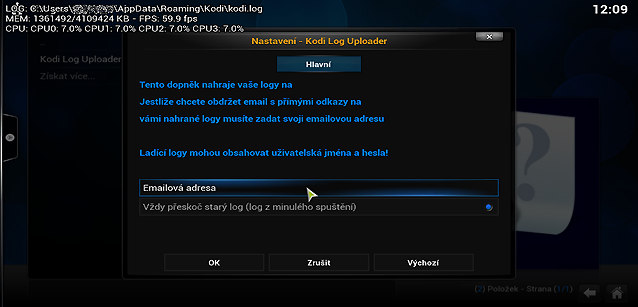 LOG: C:\Users\ \AppData\Roaming\Kodi\kodi.log
MEM: 1361492/4109424 KB - FPS: 59.9 fps
CPU: CPU0: 7.0% CPU1: 7.0% CPU2: 7.0% CPU3: 7.0%
12:09
Nastavení - Kodi Log Uploader
Hlavní
Kodi Log
Získat více...
Tento dopněk nahraje vaše logy na
Jestliže chcete obdržet email s přímými odkazy na
vámi nahrané logy musíte zadat svoji emailovou adresu
Ladící logy mohou obsahovat uživatelská jména a hesla!
Emailová adresa
Vždy přeskoč starý log (log z minulého spuštění)
OK
Zrušit
Výchozí
(2) Položek - Strana (1/1)